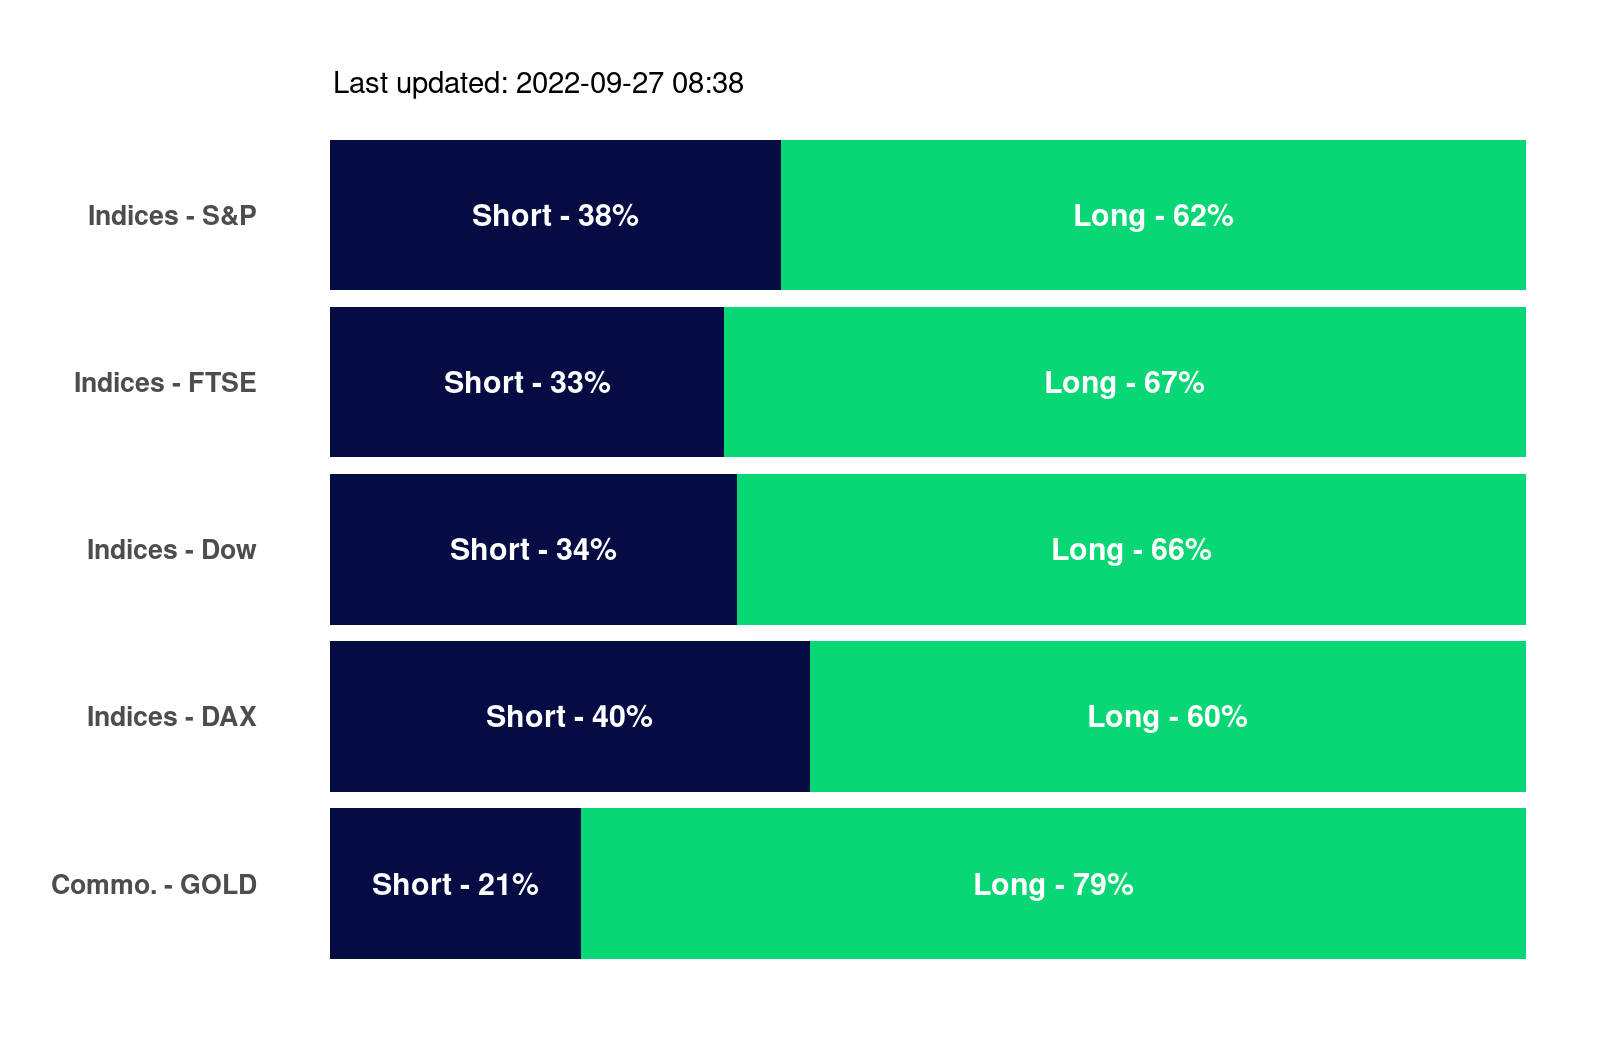 Last updated: 2022-09-27 08:38
Indices - S&P Short - 38% Long - 62%
Indices - FTSE Short - 33% Long - 67%
Indices - Dow Short - 34% Long - 66%
Indices - DAX Short - 40% Long - 60%
Commo. - GOLD Short - 21% Long - 79%